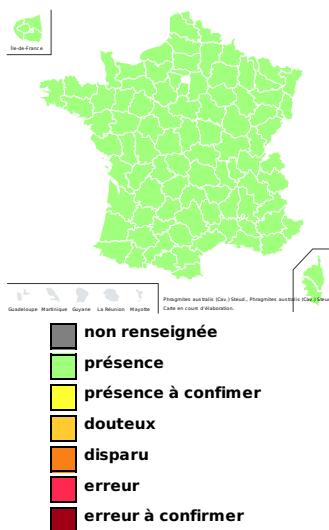 Île-de-France
Guadeloupe Martinique Guyane La Réunion Mayotte
Phragmites australis (Cav.) Steud., Phragmites australis (Cav.) Steud
Carte en cours d'élaboration.
non renseignée
présence
présence à confimer
douteux
disparu
erreur
erreur à confirmer